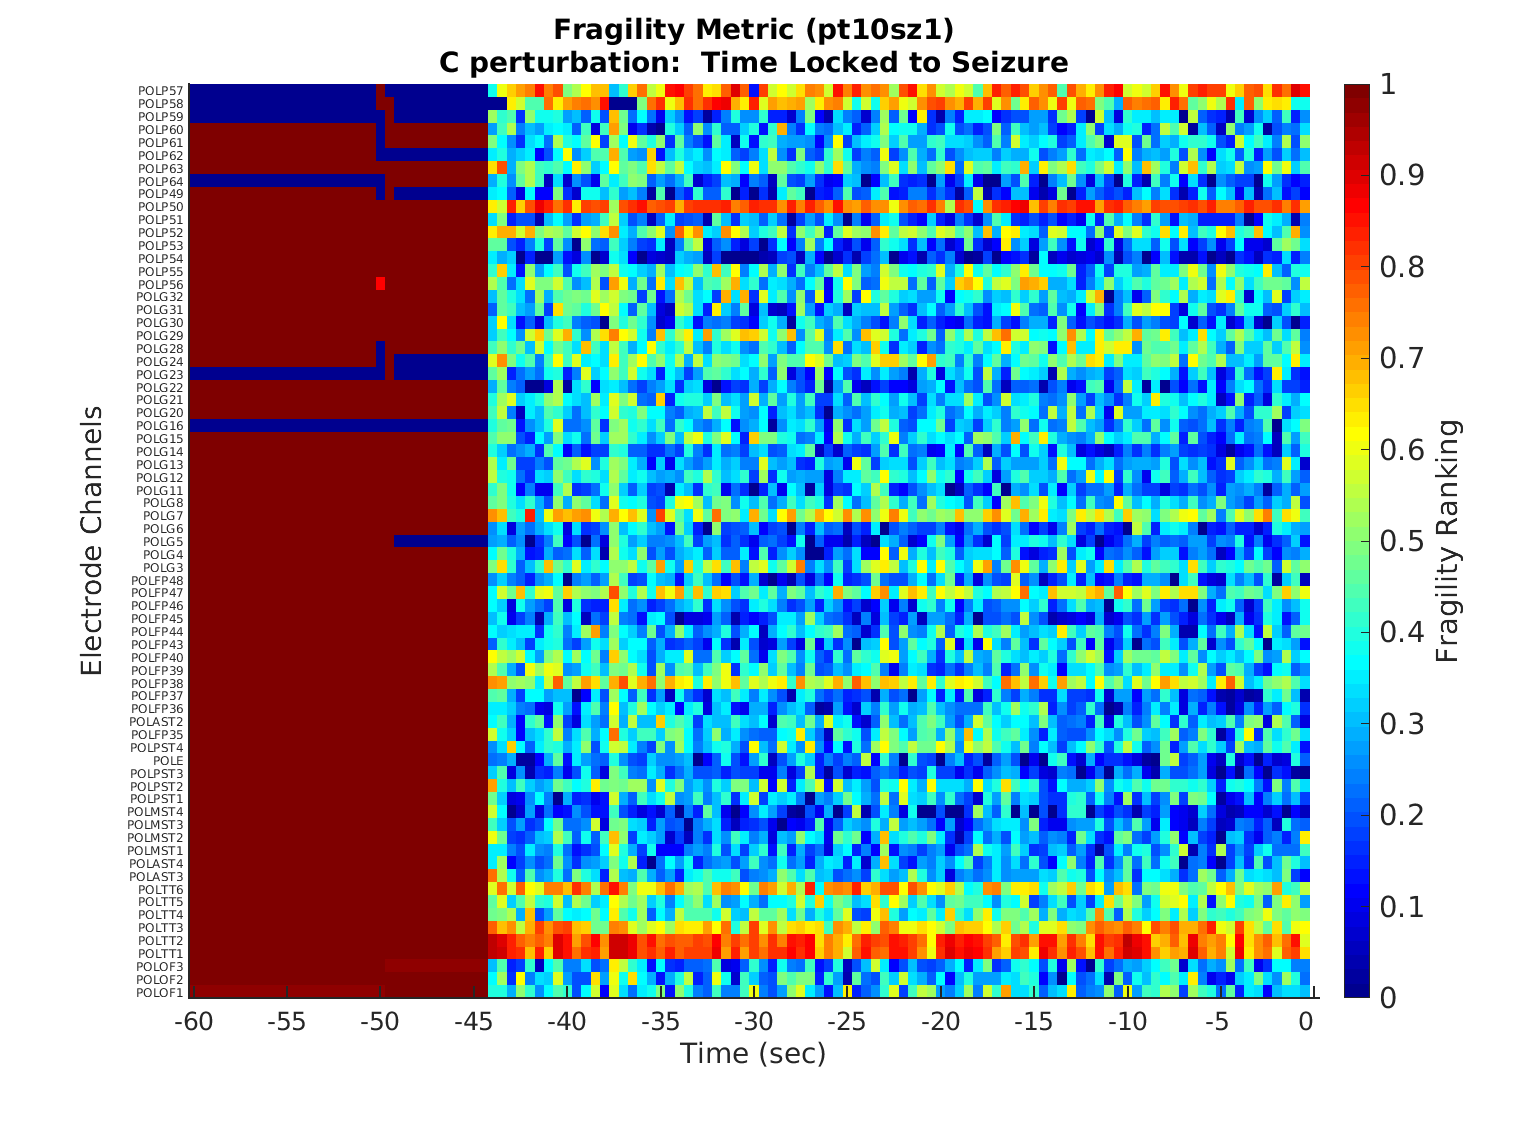 Fragility Metric (pt10sz1)
C perturbation:  Time Locked to Seizure
Electrode Channels
POLP57
POLP58
POLP59
POLP60
POLP61
POLP62
POLP63
POLP64
POLP49
POLP50
POLP51
POLP52
POLP53
POLP54
POLP55
POLP56
POLG32
POLG31
POLG30
POLG29
POLG28
POLG24
POLG23
POLG22
POLG21
POLG20
POLG16
POLG15
POLG14
POLG13
POLG12
POLG11
POLG8
POLG7
POLG6
POLG5
POLG4
POLG3
POLFP48
POLFP47
POLFP46
POLFP45
POLFP44
POLFP43
POLFP40
POLFP39
POLFP38
POLFP37
POLFP36
POLAST2
POLFP35
POLPST4
POLE
POLPST3
POLPST2
POLPST1
POLMST4
POLMST3
POLMST2
POLMST1
POLAST4
POLAST3
POLTT6
POLTT5
POLTT4
POLTT3
POLTT2
POLTT1
POLOF3
POLOF2
POLOF1
-60 -55 -50 -45 -40 -35 -30 -25 -20 -15 -10 -5 0
Time (sec)
1
0.9
0.8
0.7
0.6
0.5
0.4
0.3
0.2
0.1
0
Fragility Ranking